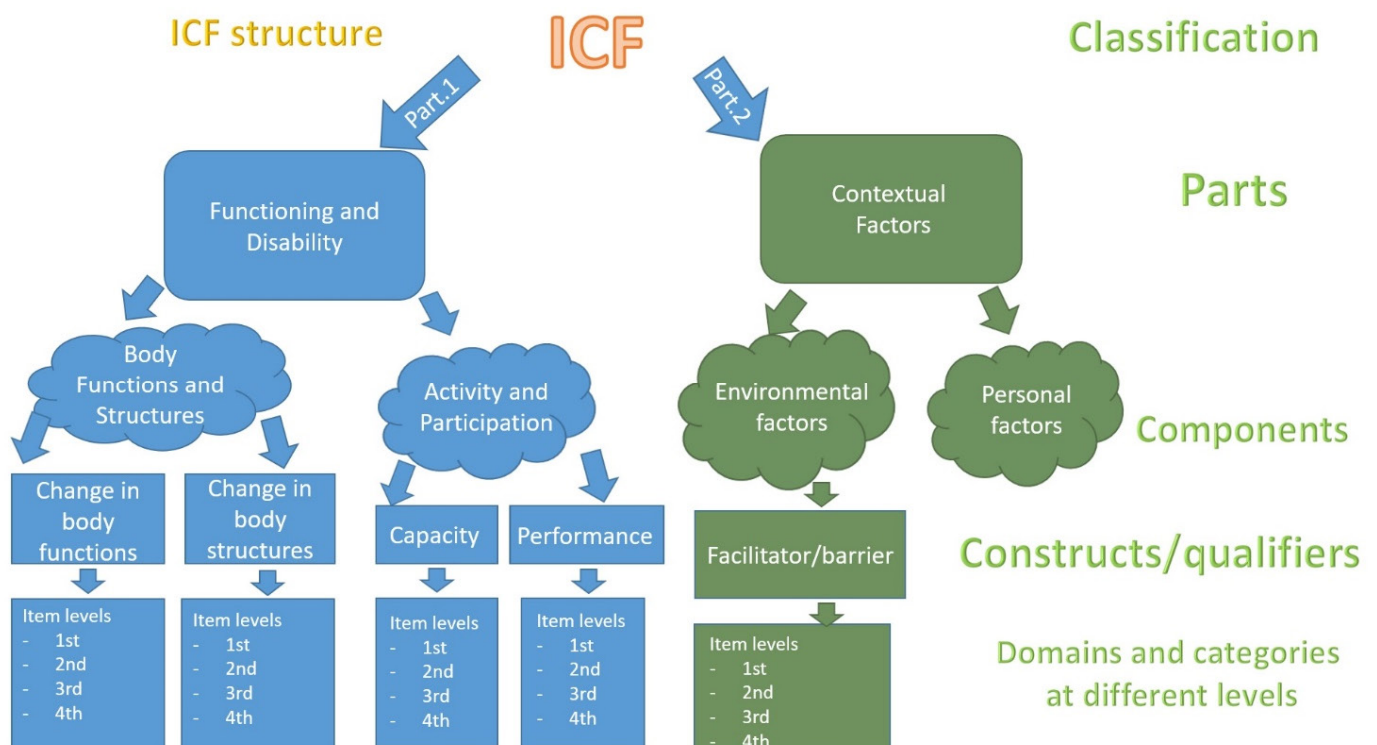 ICF structure
ICF
Classification
Part.1
Part.2
Parts
Functioning and
Disability
Contextual
Factors
Body
Functions and
Structures
Activity and
Participation
Environmental
factors
Personal
factors
Components
Change in
body
functions
Change in
body
structures
Capacity
Performance
Facilitator/barrier
Constructs/qualifiers
Item levels
- 1st
- 2nd
- 3rd
- 4th
Item levels
- 1st
- 2nd
- 3rd
- 4th
Item levels
- 1st
- 2nd
- 3rd
- 4th
Item levels
- 1st
- 2nd
- 3rd
- 4th
Item levels
- 1st
- 2nd
- 3rd
- 4th
Domains and categories
at different levels